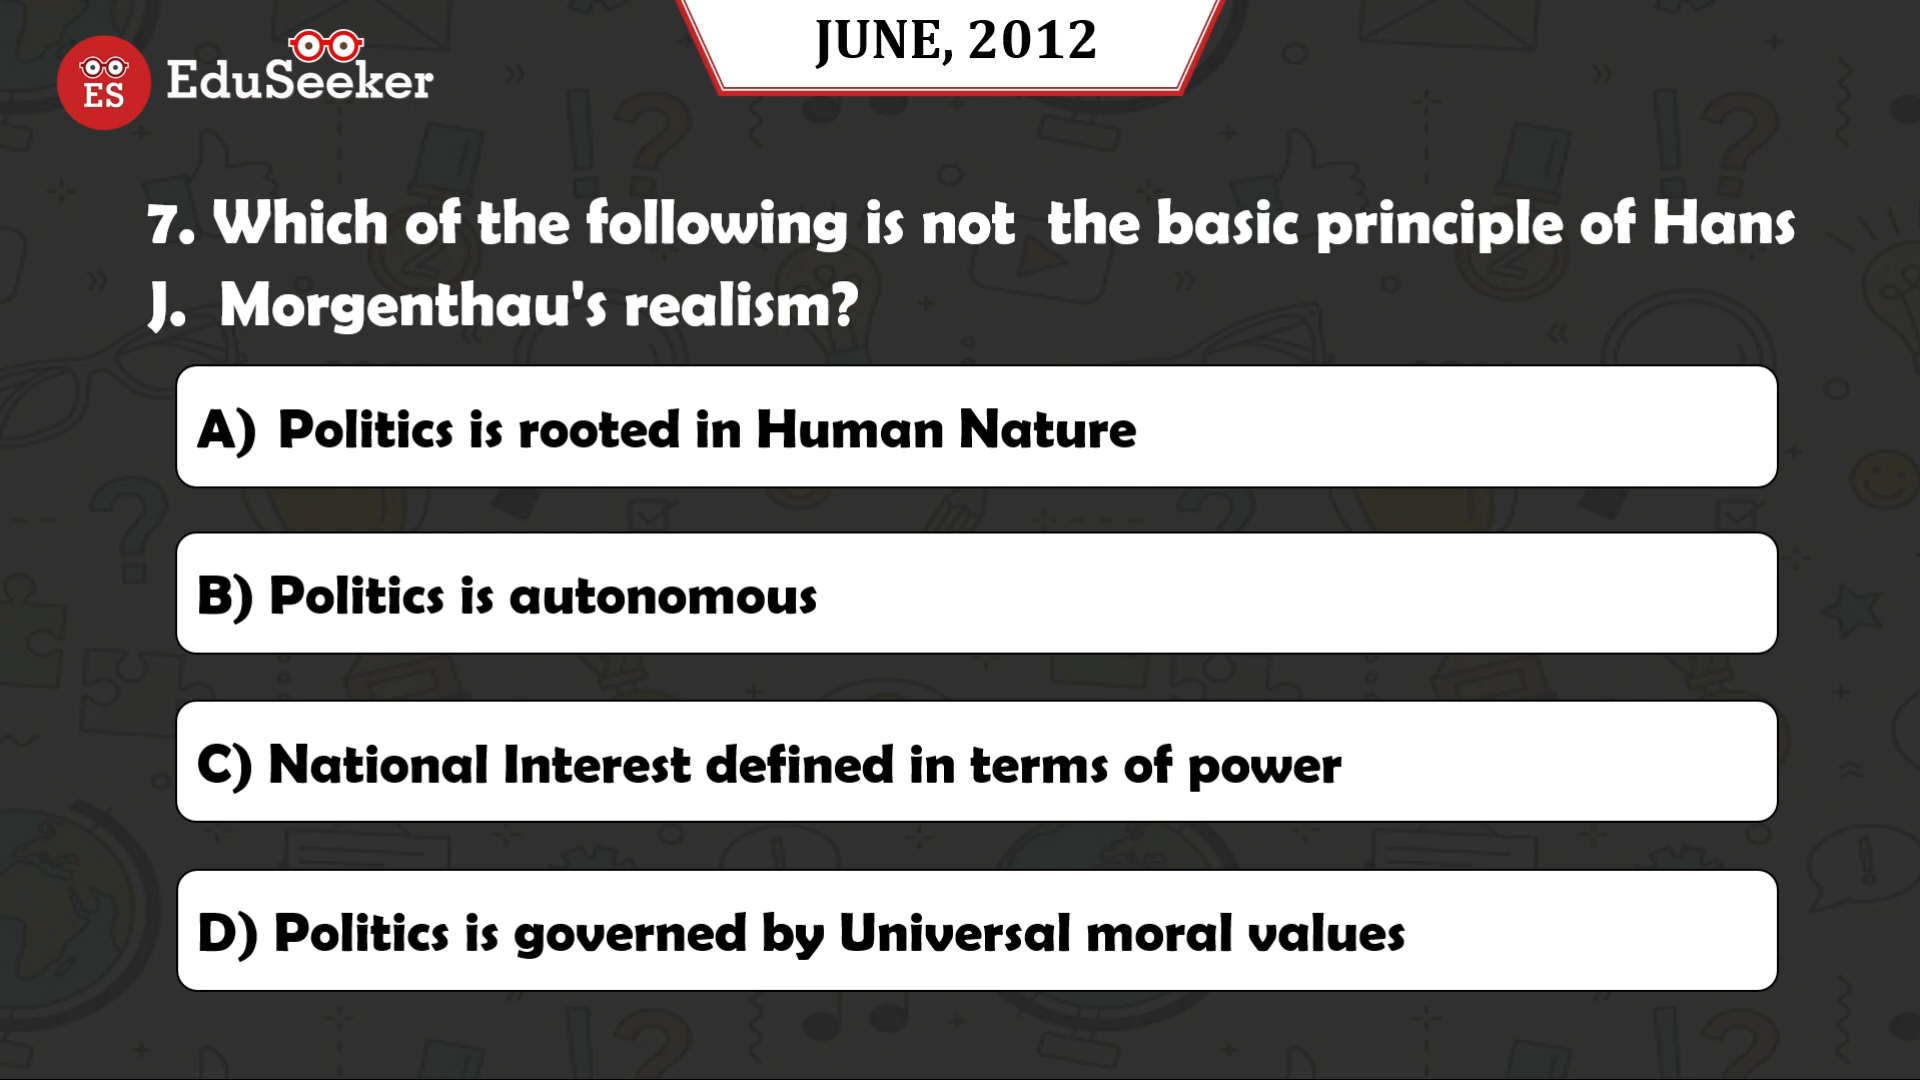 JUNE, 2012
ES
EduSeeker
7. Which of the following is not the basic principle of Hans
J. Morgenthau's realism?
A) Politics is rooted in Human Nature
B) Politics is autonomous
C) National Interest defined in terms of power
D) Politics is governed by Universal moral values